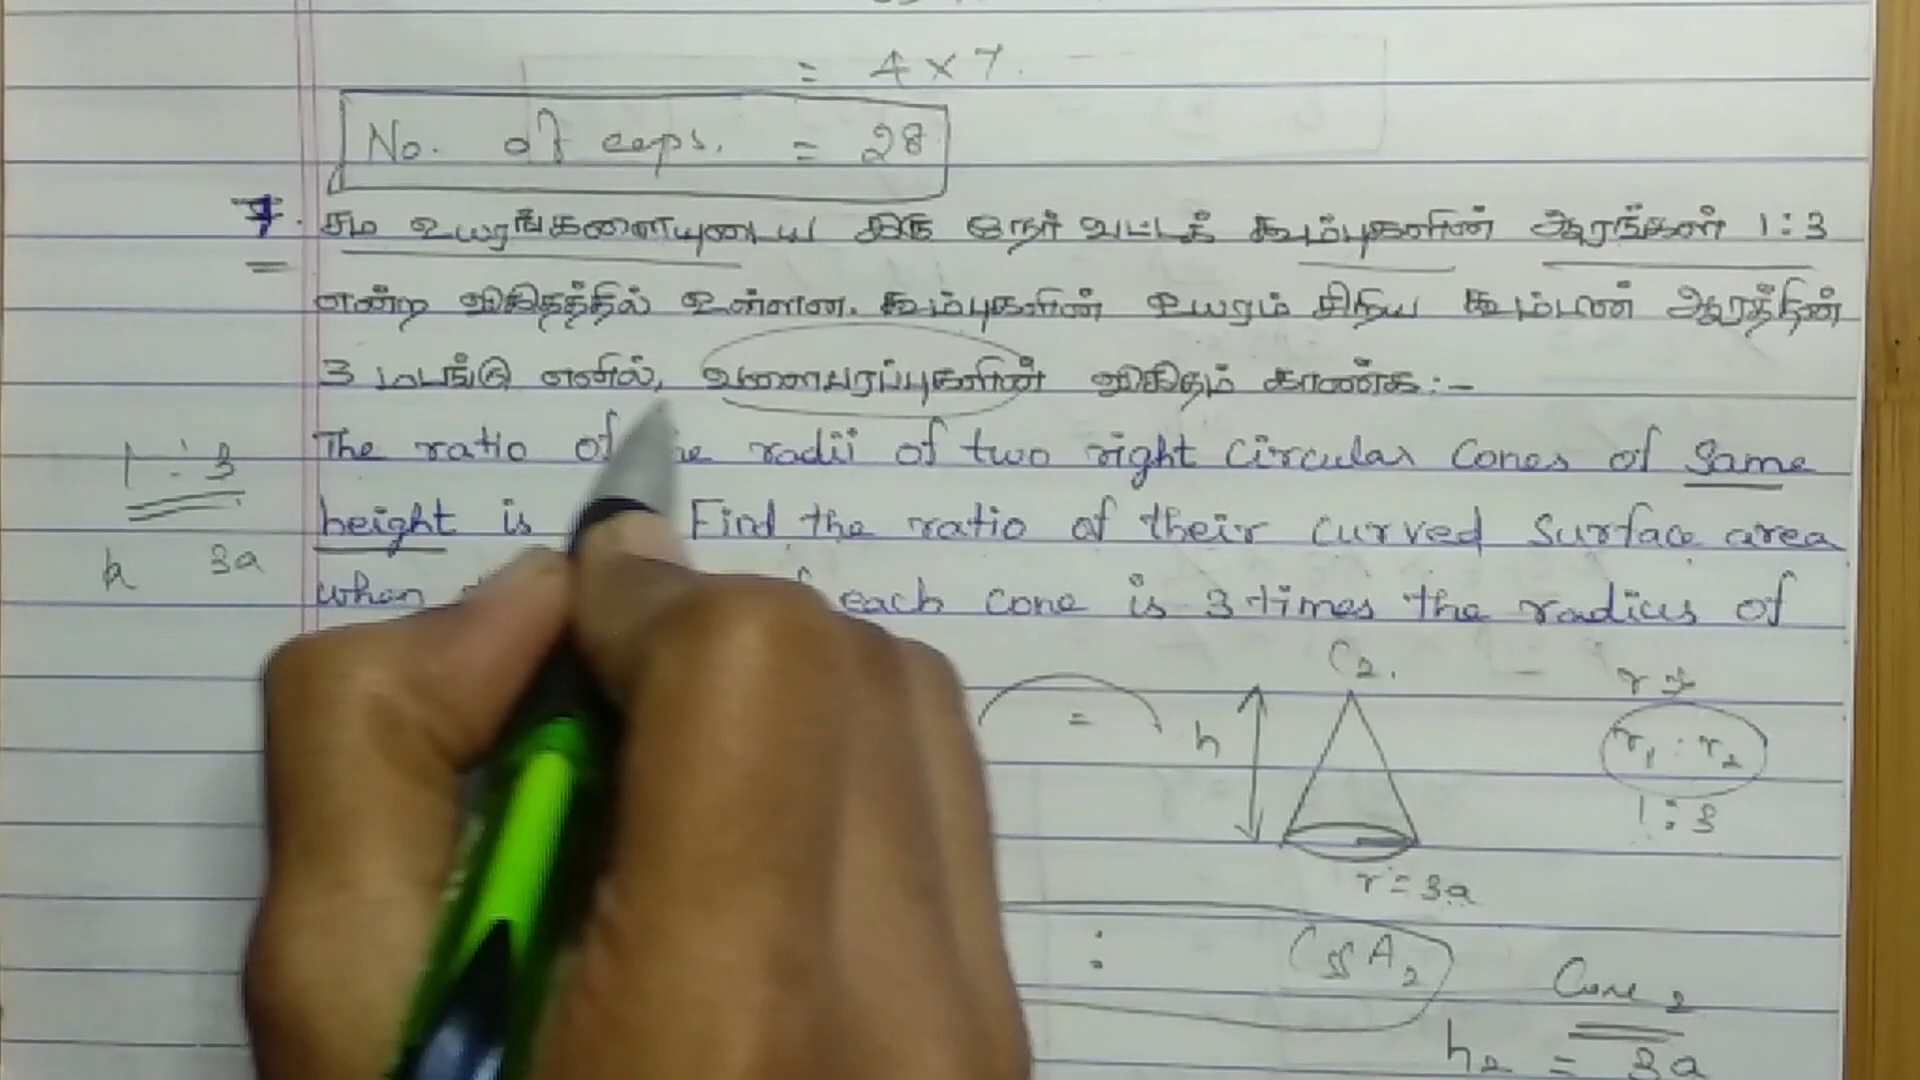 = 4 × 7.
No. of caps. = 28
7. சம உயரங்களையுடைய இரு நேர் வட்டக் கூம்புகளின் ஆரங்கள் 1:3
என்ற விகிதத்தில் உள்ளன. கூம்புகளின் உயரம் சிறிய கூம்பின் ஆரத்தின்
3 மடங்கு எனில், வளைபரப்புகளின் விகிதம் காண்க:-
The ratio of radii of two right circular cones of same
height is Find the ratio of their curved surface area
when each cone is 3 times the radius of
1 : 3
a 3a
=
C2.
h
r = 3a
r1 : r2
1 : 3
: CSA2
Cone2
h2 = 3a